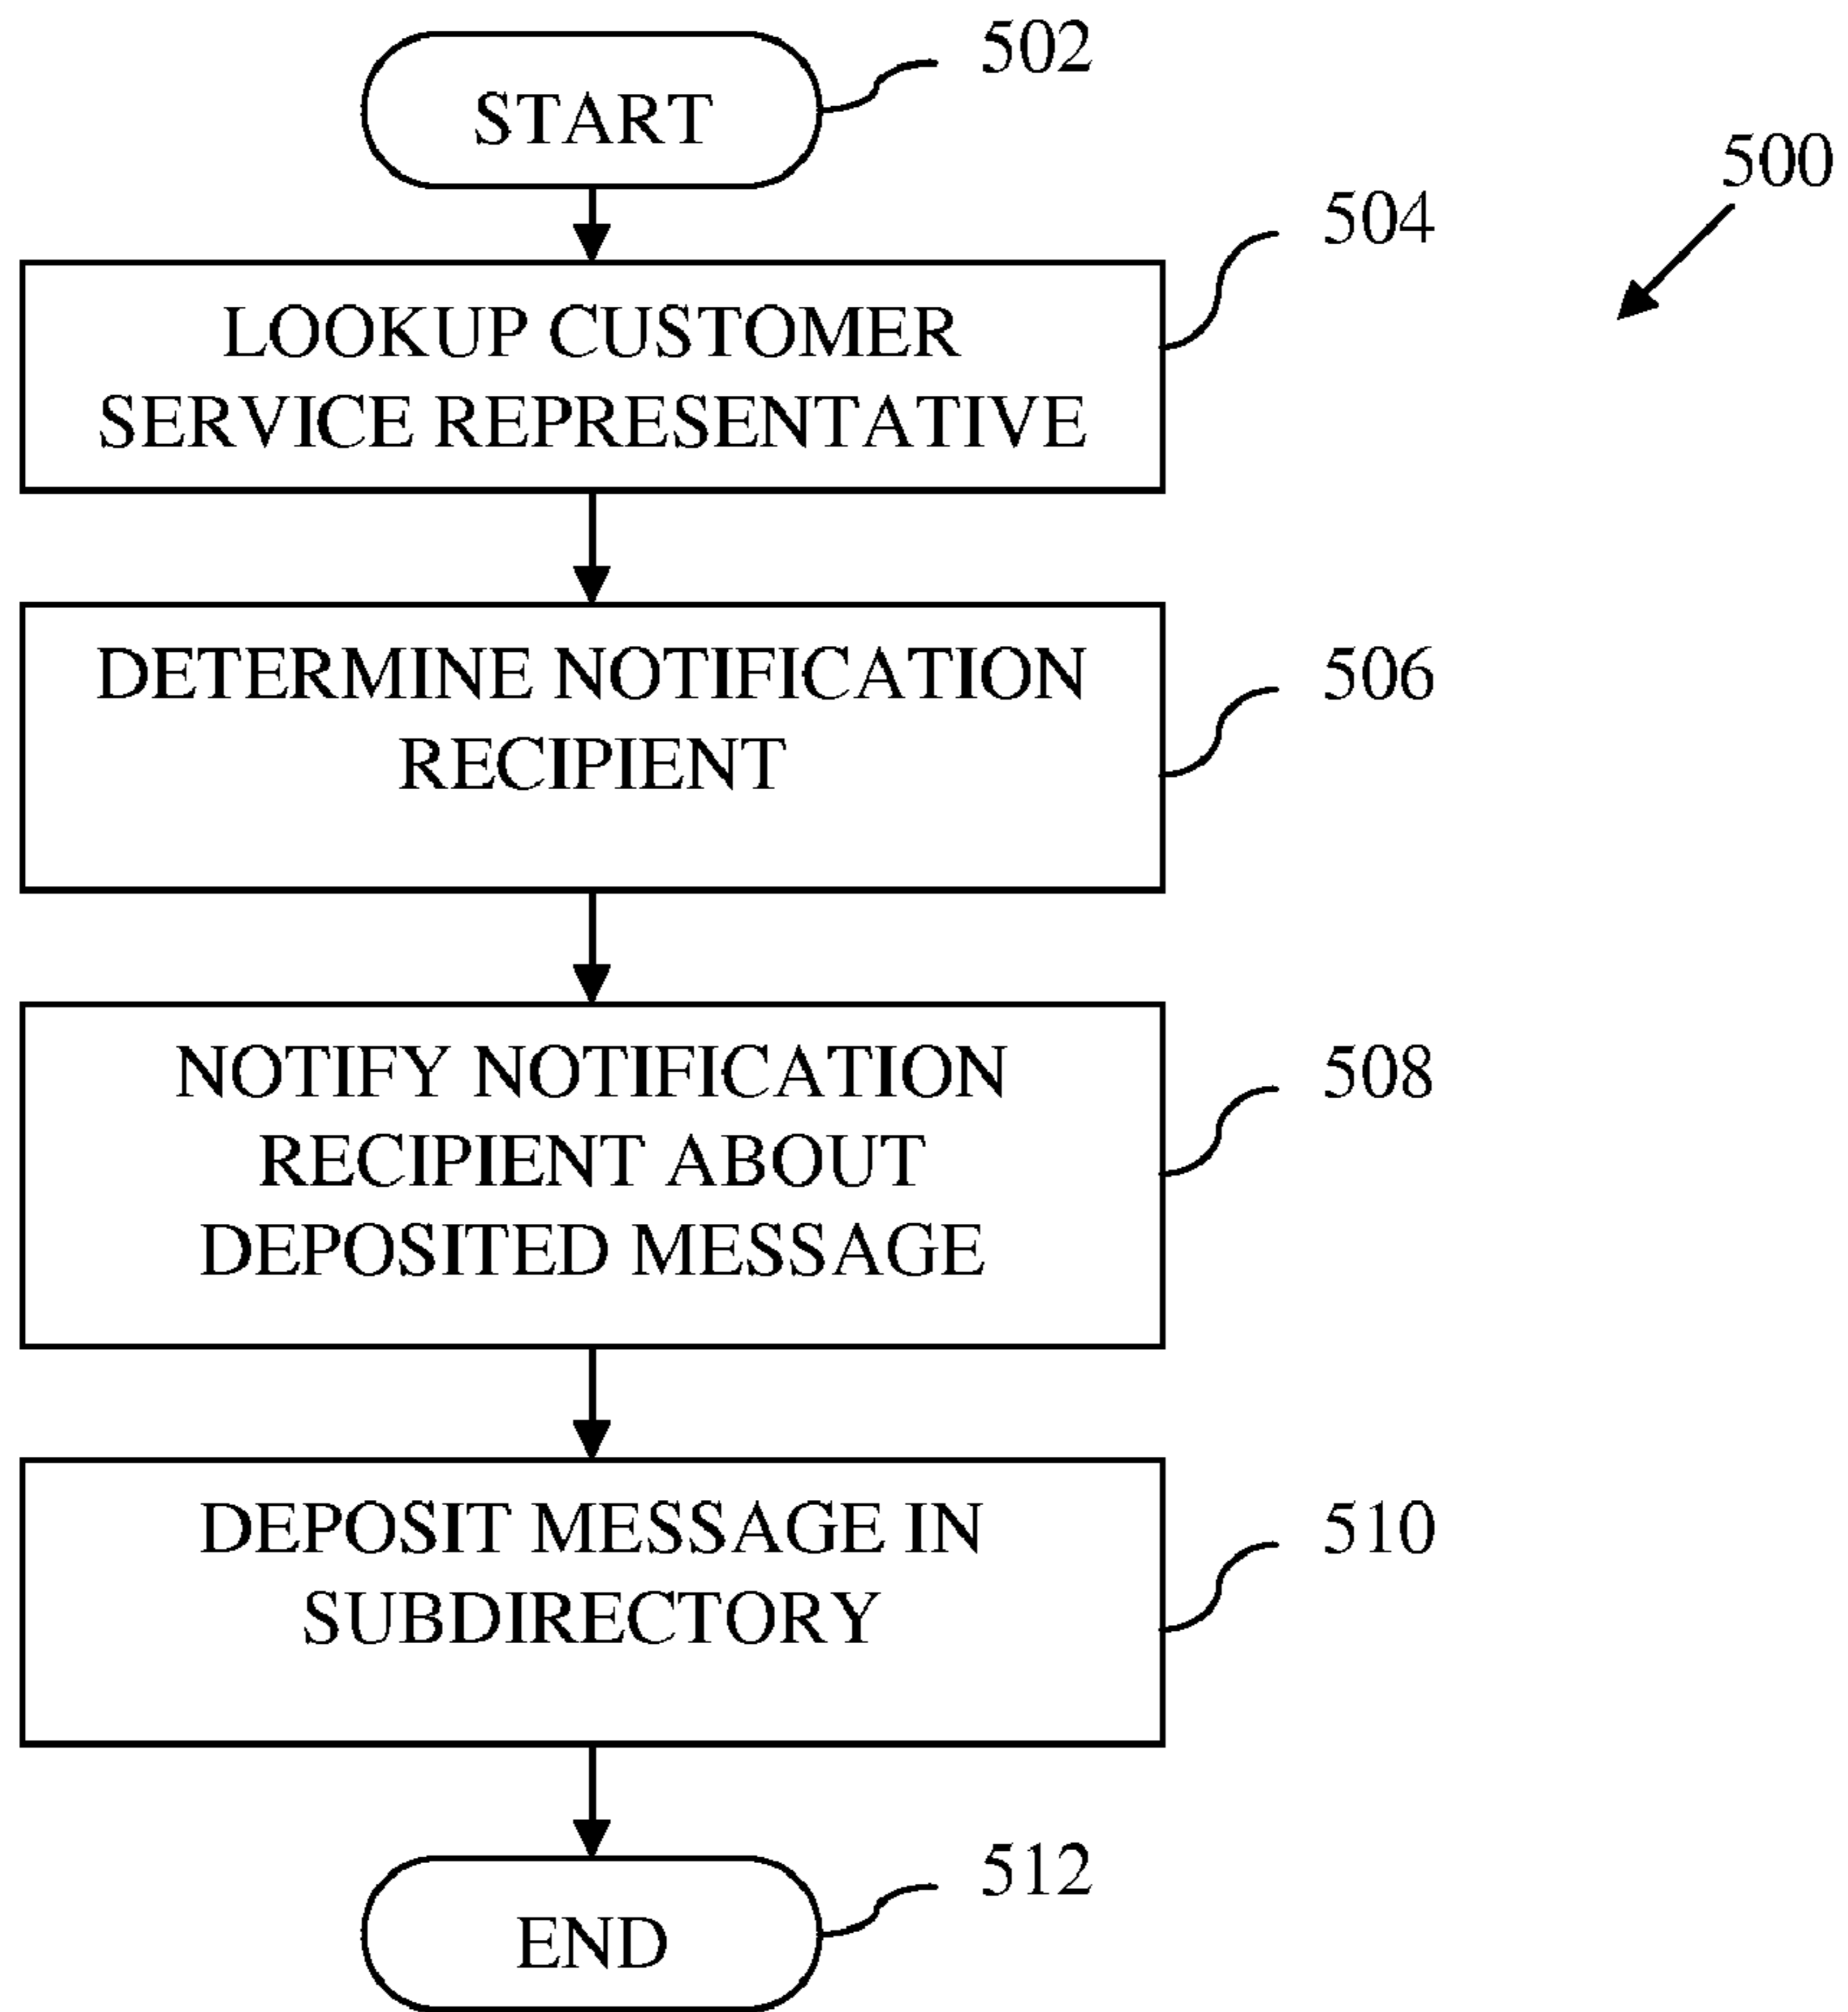 START
502
500
LOOKUP CUSTOMER
SERVICE REPRESENTATIVE
504
DETERMINE NOTIFICATION
RECIPIENT
506
NOTIFY NOTIFICATION
RECIPIENT ABOUT
DEPOSITED MESSAGE
508
DEPOSIT MESSAGE IN
SUBDIRECTORY
510
END
512